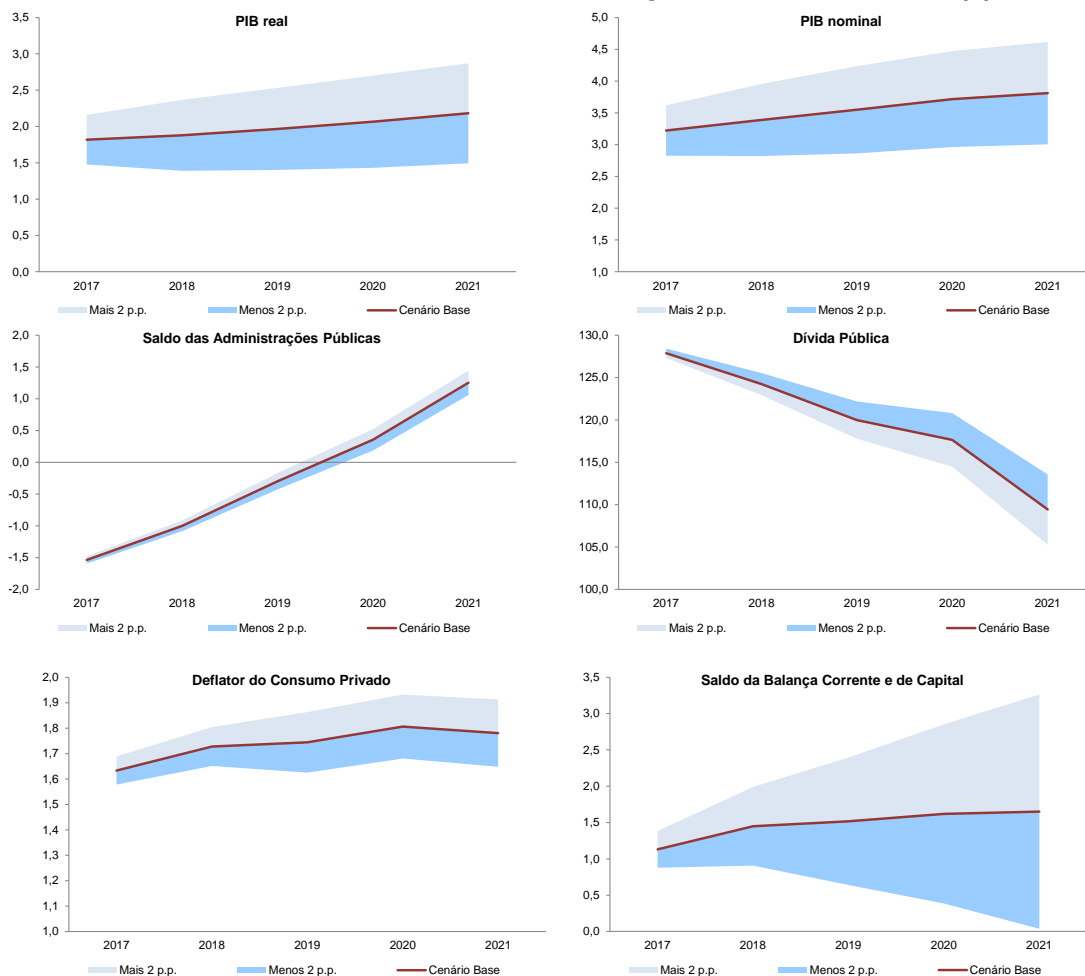 PIB real
3,5
3,0
2,5
2,0
1,5
1,0
0,5
0,0
2017 2018 2019 2020 2021
Mais 2 p.p. Menos 2 p.p. Cenário Base
PIB nominal
5,0
4,5
4,0
3,5
3,0
2,5
2,0
1,5
1,0
2017 2018 2019 2020 2021
Mais 2 p.p. Menos 2 p.p. Cenário Base
Saldo das Administrações Públicas
2,0
1,5
1,0
0,5
0,0
-0,5
-1,0
-1,5
-2,0
2017 2018 2019 2020 2021
Mais 2 p.p. Menos 2 p.p. Cenário Base
Dívida Pública
130,0
125,0
120,0
115,0
110,0
105,0
100,0
2017 2018 2019 2020 2021
Mais 2 p.p. Menos 2 p.p. Cenário Base
Deflator do Consumo Privado
2,0
1,9
1,8
1,7
1,6
1,5
1,4
1,3
1,2
1,1
1,0
2017 2018 2019 2020 2021
Mais 2 p.p. Menos 2 p.p. Cenário Base
Saldo da Balança Corrente e de Capital
3,5
3,0
2,5
2,0
1,5
1,0
0,5
0,0
2017 2018 2019 2020 2021
Mais 2 p.p. Menos 2 p.p. Cenário Base